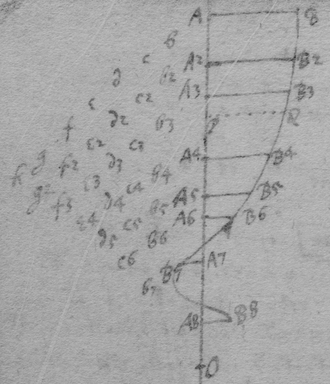 A B
b
c A2 B2
d b2
e c2 A3 B3
f d2 b3 P R
e2 c3
h g f2 d3 b4 A4 B4
g2 f3 e3 c4 A5 B5
e4 d4 b5 A6 B6
d5 c5 b6
c6 B7 A7
b7
A8 B8
O